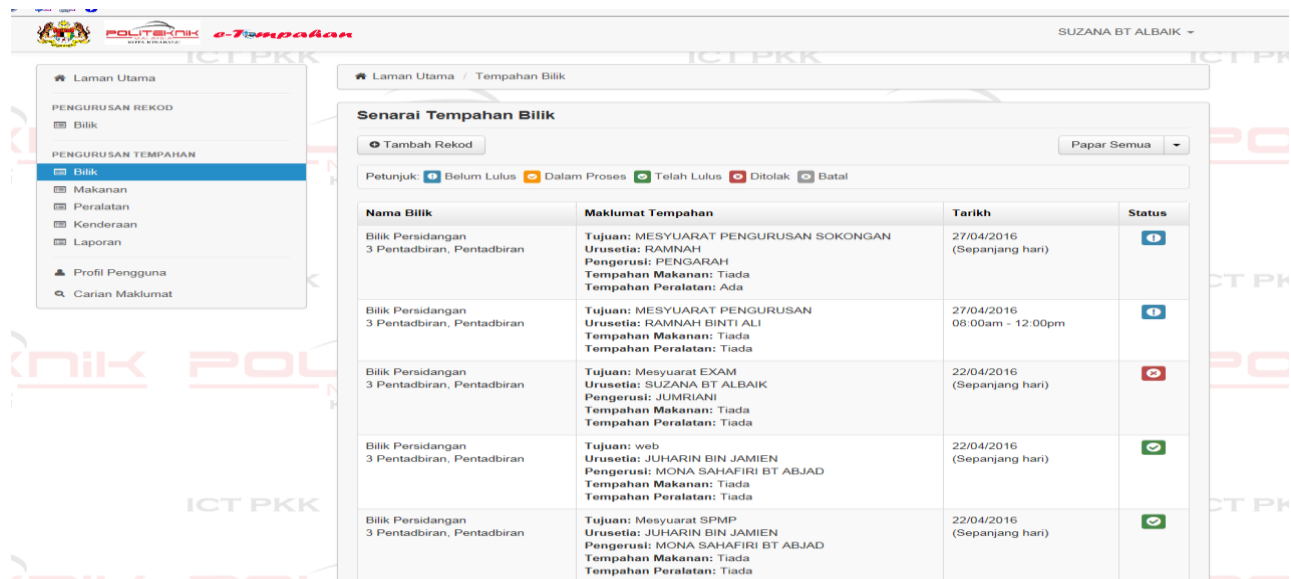 POLITEKNIK
MALAYSIA
e-Tempahan
SUZANA BT ALBAIK
ICT PKK
ICT PKK
Laman Utama
PENGURUSAN REKOD
Bilik
PENGURUSAN TEMPAHAN
Bilik
Makanan
Peralatan
Kenderaan
Laporan
Profil Pengguna
Carian Maklumat
Laman Utama / Tempahan Bilik
Senarai Tempahan Bilik
Tambah Rekod
Papar Semua
Petunjuk: Belum Lulus Dalam Proses Telah Lulus Ditolak Batal
Nama Bilik Maklumat Tempahan Tarikh Status
Bilik Persidangan Tujuan: MESYUARAT PENGURUSAN SOKONGAN 27/04/2016
3 Pentadbiran, Pentadbiran Urusetia: RAMNAH (Sepanjang hari)
Pengerusi: PENGARAH
Tempahan Makanan: Tiada
Tempahan Peralatan: Ada
Bilik Persidangan Tujuan: MESYUARAT PENGURUSAN 27/04/2016
3 Pentadbiran, Pentadbiran Urusetia: RAMNAH BINTI ALI 08:00am - 12:00pm
Tempahan Makanan: Tiada
Tempahan Peralatan: Tiada
Bilik Persidangan Tujuan: Mesyuarat EXAM 22/04/2016
3 Pentadbiran, Pentadbiran Urusetia: SUZANA BT ALBAIK (Sepanjang hari)
Pengerusi: JUMRIANI
Tempahan Makanan: Tiada
Tempahan Peralatan: Tiada
Bilik Persidangan Tujuan: web 22/04/2016
3 Pentadbiran, Pentadbiran Urusetia: JUHARIN BIN JAMIEN (Sepanjang hari)
Pengerusi: MONA SAHAFIRI BT ABJAD
Tempahan Makanan: Tiada
Tempahan Peralatan: Tiada
Bilik Persidangan Tujuan: Mesyuarat SPMP 22/04/2016
3 Pentadbiran, Pentadbiran Urusetia: JUHARIN BIN JAMIEN (Sepanjang hari)
Pengerusi: MONA SAHAFIRI BT ABJAD
Tempahan Makanan: Tiada
Tempahan Peralatan: Tiada
ICT PKK